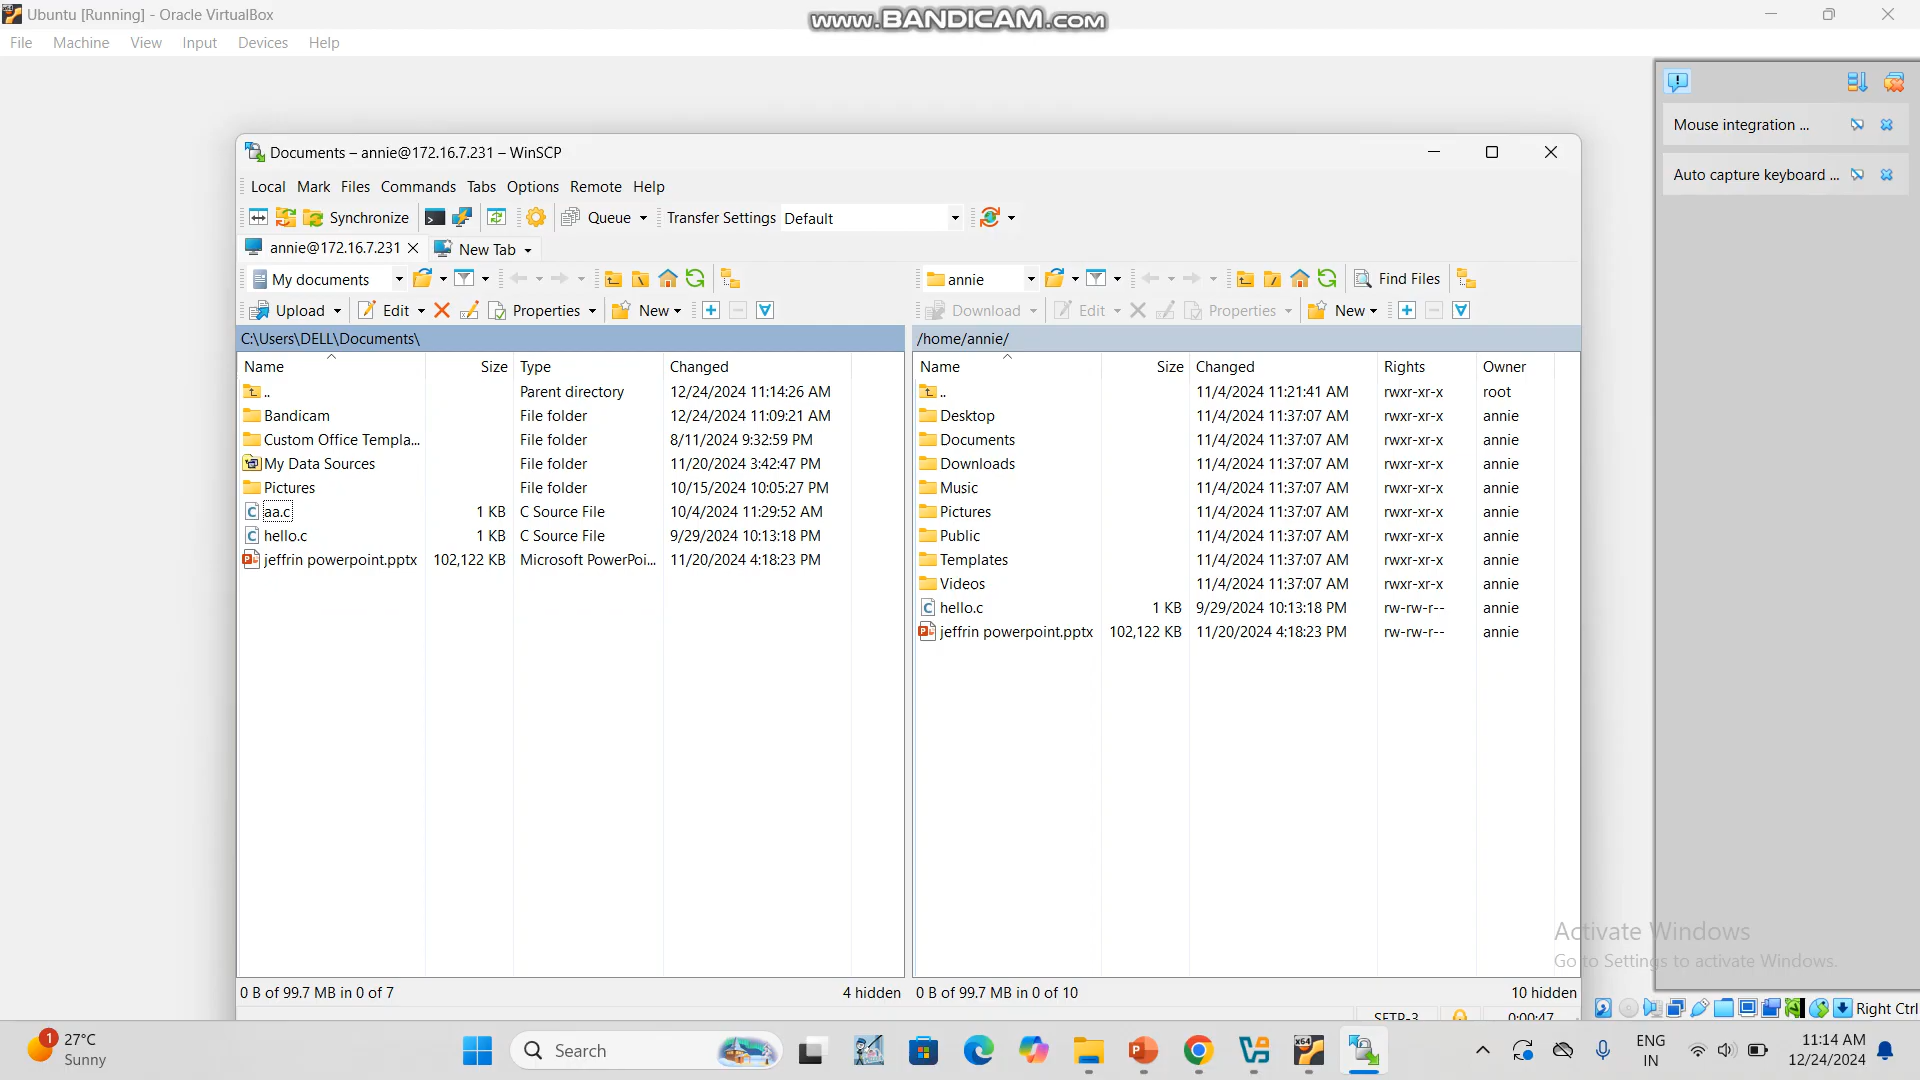 Ubuntu [Running] - Oracle VirtualBox
www.BANDICAM.com
File Machine View Input Devices Help
Mouse integration ...
Auto capture keyboard ...
Documents – annie@172.16.7.231 – WinSCP
Local Mark Files Commands Tabs Options Remote Help
Synchronize Queue Transfer Settings Default
annie@172.16.7.231 New Tab
My documents annie Find Files
Upload Edit Properties New Download Edit Properties New
C:\Users\DELL\Documents\ /home/annie/
Name Size Type Changed
.. Parent directory 12/24/2024 11:14:26 AM
Bandicam File folder 12/24/2024 11:09:21 AM
Custom Office Templa... File folder 8/11/2024 9:32:59 PM
My Data Sources File folder 11/20/2024 3:42:47 PM
Pictures File folder 10/15/2024 10:05:27 PM
aa.c 1 KB C Source File 10/4/2024 11:29:52 AM
hello.c 1 KB C Source File 9/29/2024 10:13:18 PM
jeffrin powerpoint.pptx 102,122 KB Microsoft PowerPoi... 11/20/2024 4:18:23 PM
0 B of 99.7 MB in 0 of 7 4 hidden
Name Size Changed Rights Owner
.. 11/4/2024 11:21:41 AM rwxr-xr-x root
Desktop 11/4/2024 11:37:07 AM rwxr-xr-x annie
Documents 11/4/2024 11:37:07 AM rwxr-xr-x annie
Downloads 11/4/2024 11:37:07 AM rwxr-xr-x annie
Music 11/4/2024 11:37:07 AM rwxr-xr-x annie
Pictures 11/4/2024 11:37:07 AM rwxr-xr-x annie
Public 11/4/2024 11:37:07 AM rwxr-xr-x annie
Templates 11/4/2024 11:37:07 AM rwxr-xr-x annie
Videos 11/4/2024 11:37:07 AM rwxr-xr-x annie
hello.c 1 KB 9/29/2024 10:13:18 PM rw-rw-r-- annie
jeffrin powerpoint.pptx 102,122 KB 11/20/2024 4:18:23 PM rw-rw-r-- annie
0 B of 99.7 MB in 0 of 10 10 hidden
SFTP-3 0:00:47
Activate Windows
Go to Settings to activate Windows.
Right Ctrl
1 27°C
Sunny
Search
ENG
IN
11:14 AM
12/24/2024